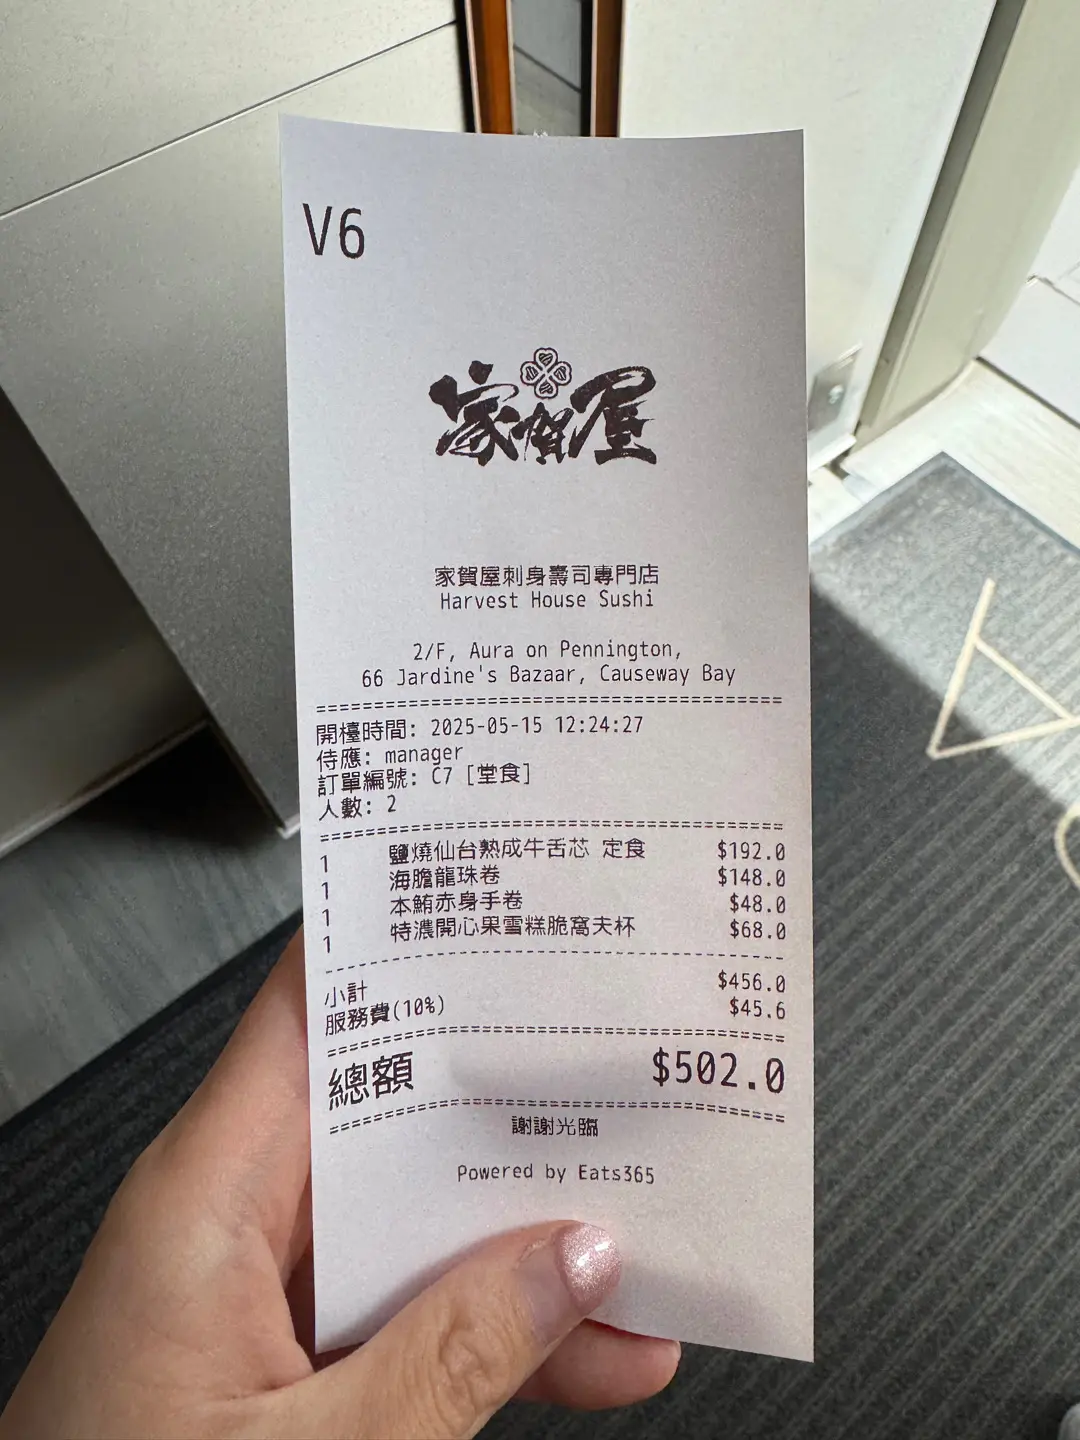 V6
家賀屋
家賀屋刺身壽司專門店
Harvest House Sushi
2/F, Aura on Pennington,
66 Jardine's Bazaar, Causeway Bay
開檯時間: 2025-05-15 12:24:27
侍應: manager
訂單編號: C7 [堂食]
人數: 2
1 鹽燒仙台熟成牛舌芯 定食 $192.0
1 海膽龍珠卷 $148.0
1 本鮪赤身手卷 $48.0
1 特濃開心果雪糕脆窩夫杯 $68.0
小計 $456.0
服務費(10%) $45.6
總額 $502.0
謝謝光臨
Powered by Eats365